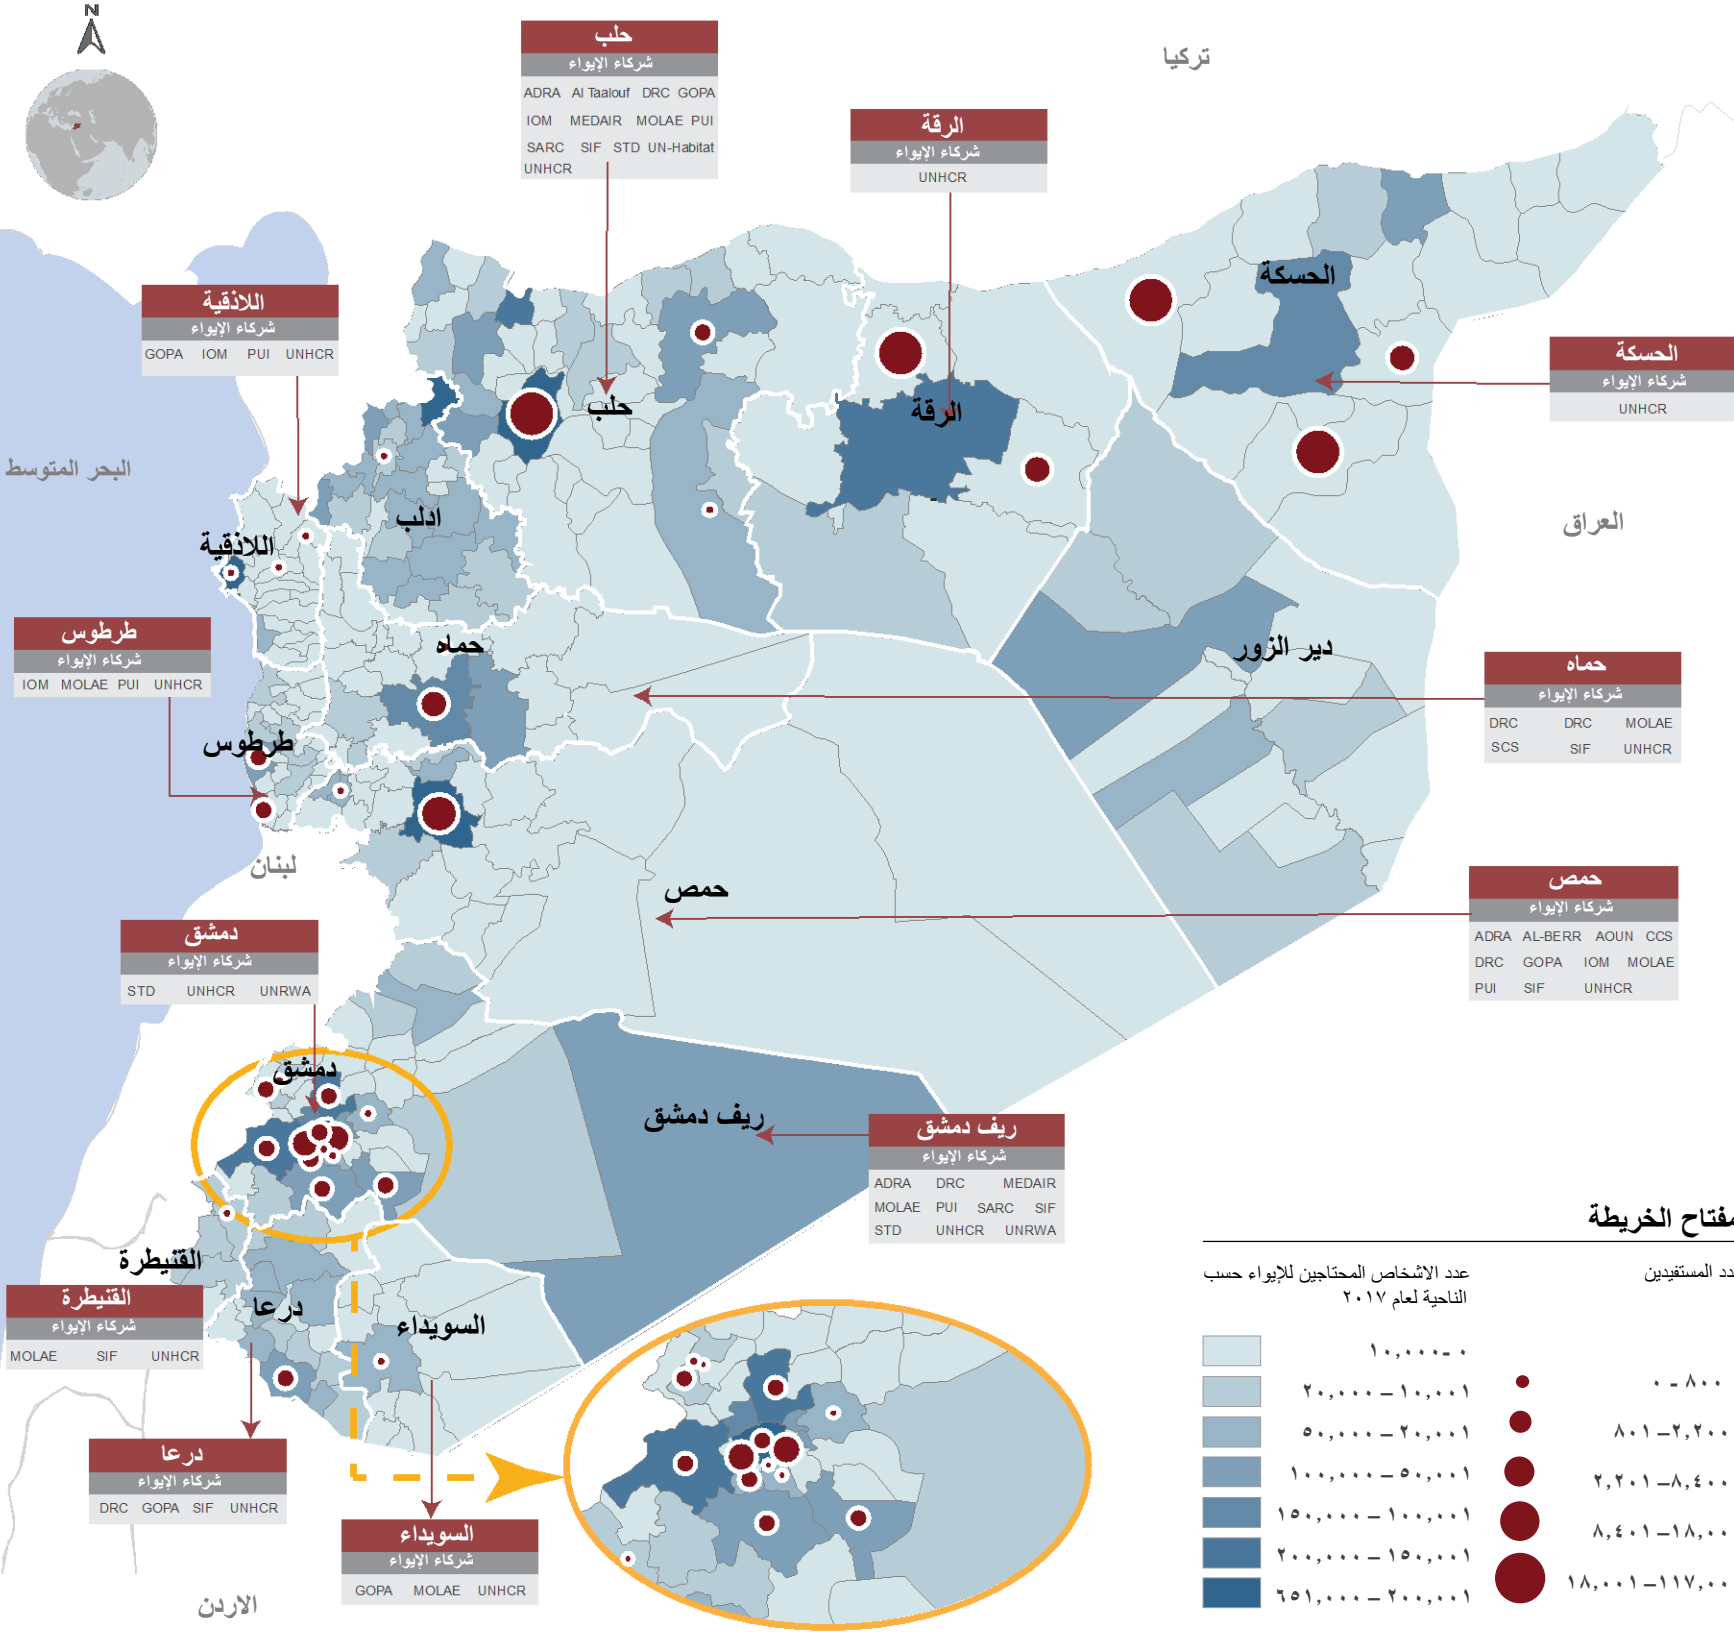 N
تركيا
حلب
شركاء الإيواء
ADRA Al Taalouf DRC GOPA
IOM MEDAIR MOLAE PUI
SARC SIF STD UN-Habitat
UNHCR
الرقة
شركاء الإيواء
UNHCR
اللاذقية
شركاء الإيواء
GOPA IOM PUI UNHCR
الحسكة
الحسكة
شركاء الإيواء
UNHCR
حلب
الرقة
البحر المتوسط
ادلب
العراق
اللاذقية
طرطوس
شركاء الإيواء
IOM MOLAE PUI UNHCR
حماه
دير الزور
حماه
شركاء الإيواء
DRC DRC MOLAE
SCS SIF UNHCR
طرطوس
لبنان
حمص
حمص
شركاء الإيواء
ADRA AL-BERR AOUN CCS
DRC GOPA IOM MOLAE
PUI SIF UNHCR
دمشق
شركاء الإيواء
STD UNHCR UNRWA
دمشق
ريف دمشق
ريف دمشق
شركاء الإيواء
ADRA DRC MEDAIR
MOLAE PUI SARC SIF
STD UNHCR UNRWA
القنيطرة
القنيطرة
شركاء الإيواء
MOLAE SIF UNHCR
درعا
السويداء
درعا
شركاء الإيواء
DRC GOPA SIF UNHCR
السويداء
شركاء الإيواء
GOPA MOLAE UNHCR
الاردن
مفتاح الخريطة
عدد الاشخاص المحتاجين للإيواء حسب
الناحية لعام ٢٠١٧
٠ - ١٠,٠٠٠
١٠,٠٠١ – ٢٠,٠٠٠
٢٠,٠٠١ – ٥٠,٠٠٠
٥٠,٠٠١ – ١٠٠,٠٠٠
١٠٠,٠٠١ – ١٥٠,٠٠٠
١٥٠,٠٠١ – ٢٠٠,٠٠٠
٢٠٠,٠٠١ – ٦٥١,٠٠٠
دد المستفيدين
٠ - ٨٠٠
٨٠١ – ٢,٢٠٠
٢,٢٠١ – ٨,٤٠٠
٨,٤٠١ – ١٨,٠٠
١٨,٠٠١ – ١١٧,٠٠